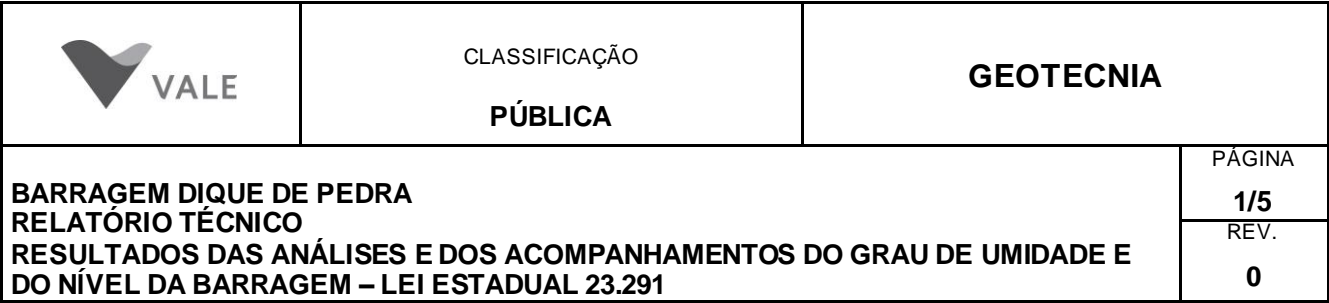 VALE
CLASSIFICAÇÃO
PÚBLICA
GEOTECNIA
BARRAGEM DIQUE DE PEDRA
RELATÓRIO TÉCNICO
RESULTADOS DAS ANÁLISES E DOS ACOMPANHAMENTOS DO GRAU DE UMIDADE E
DO NÍVEL DA BARRAGEM – LEI ESTADUAL 23.291
PÁGINA
1/5
REV.
0